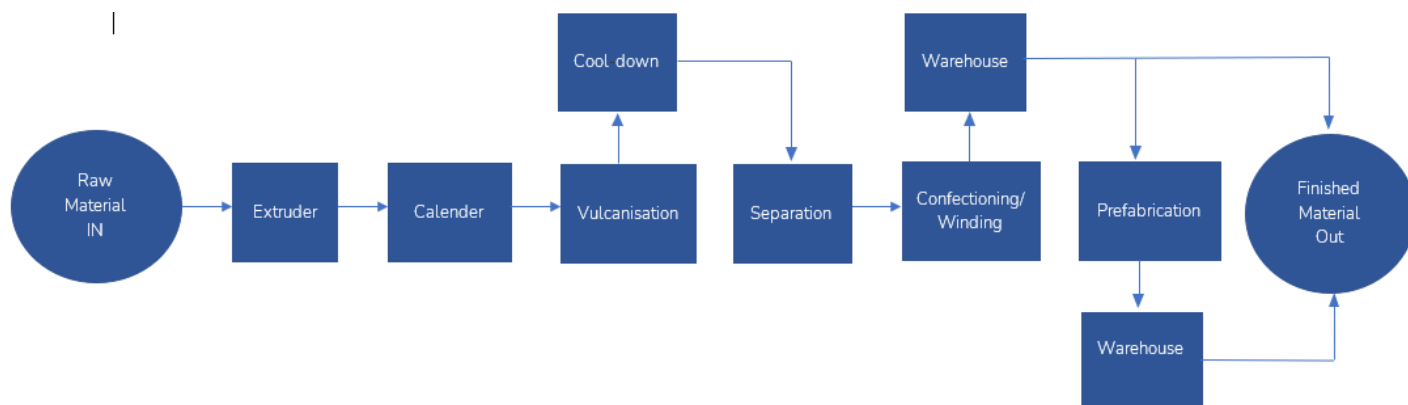 Raw
Material
IN
Extruder
Calender
Vulcanisation
Cool-down
Separation
Confectioning/
Winding
Warehouse
Prefabrication
Warehouse
Finished
Material
Out